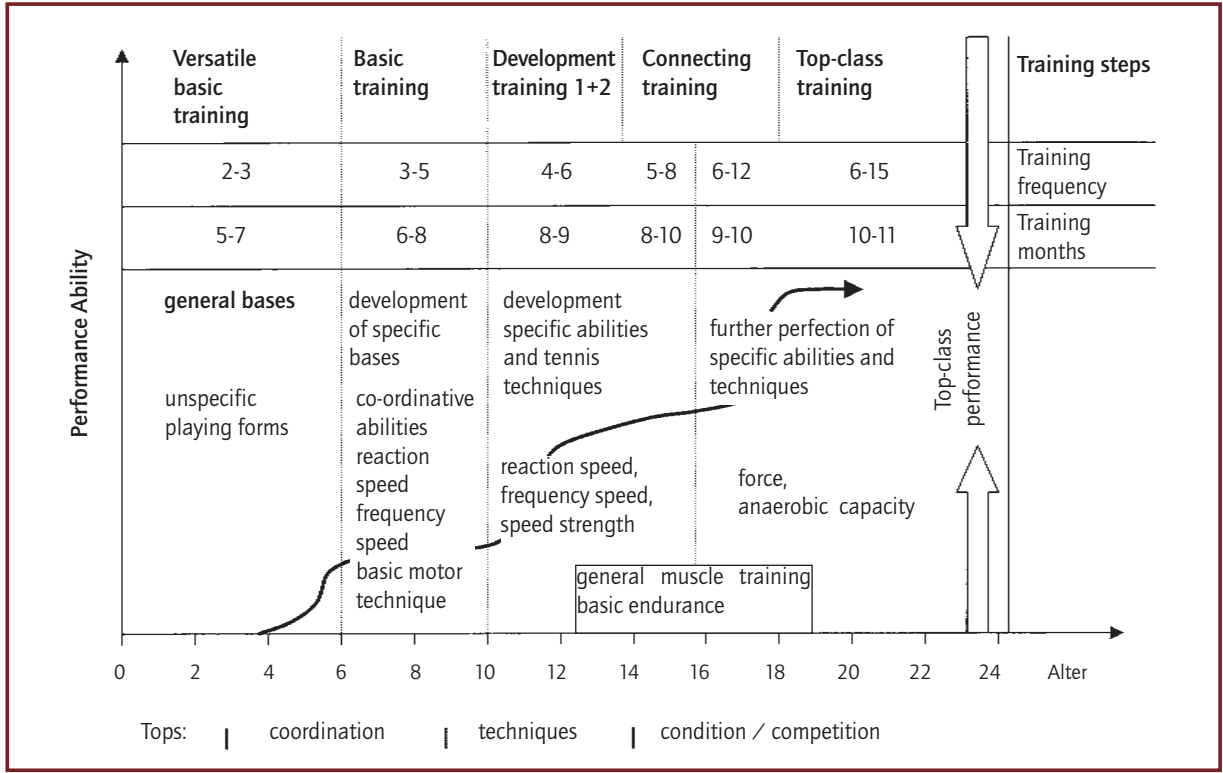 Versatile
basic
training
Basic
training
Development
training 1+2
Connecting
training
Top-class
training
Training steps
2-3
3-5
4-6
5-8
6-12
6-15
Training
frequency
5-7
6-8
8-9
8-10
9-10
10-11
Training
months
Performance Ability
general bases
unspecific
playing forms
development
of specific
bases
co-ordinative
abilities
reaction
speed
frequency
speed
basic motor
technique
development
specific abilities
and tennis
techniques
reaction speed,
frequency speed,
speed strength
further perfection of
specific abilities and
techniques
force,
anaerobic capacity
general muscle training
basic endurance
Top-class
performance
0 2 4 6 8 10 12 14 16 18 20 22 24 Alter
Tops: coordination techniques condition / competition